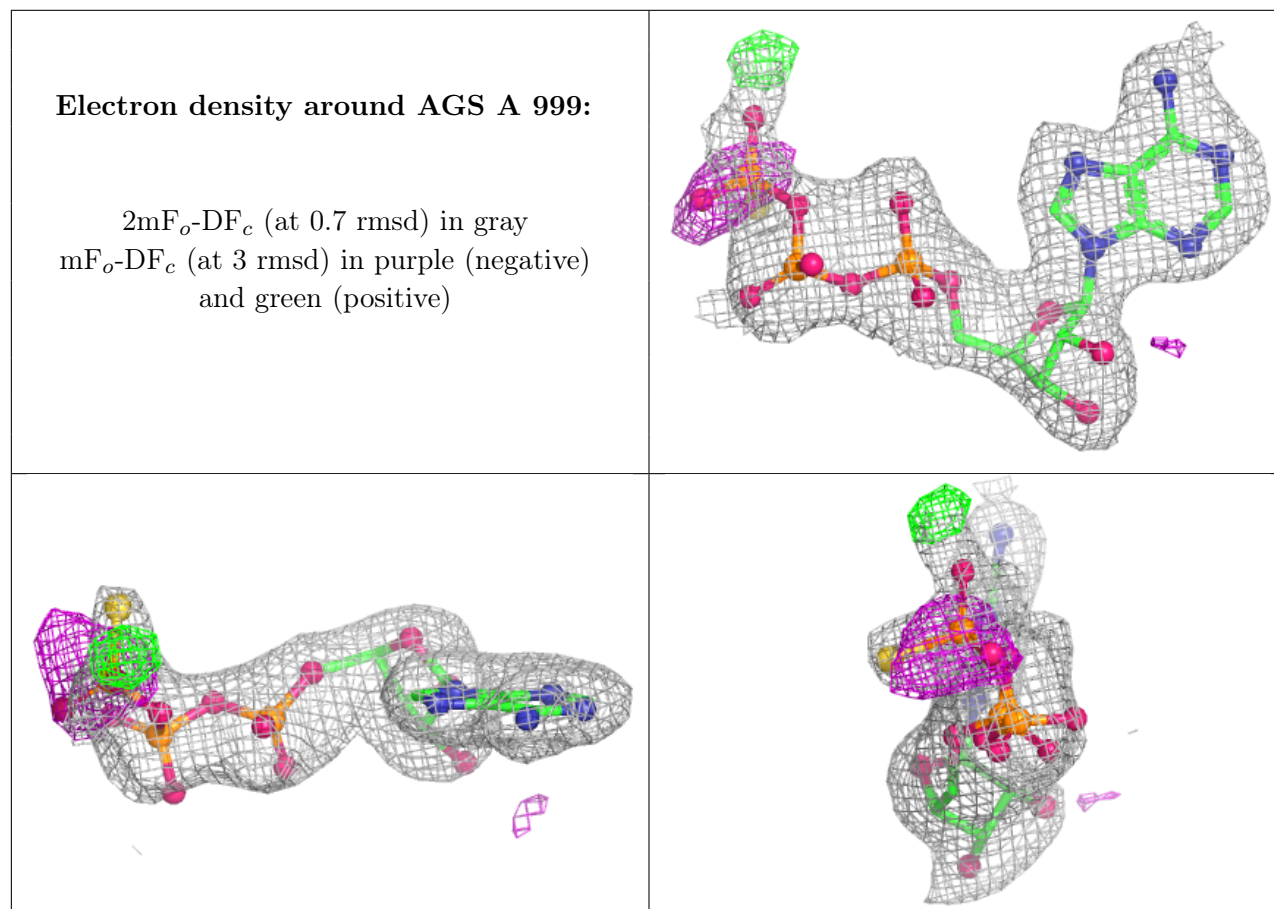 Electron density around AGS A 999:
2mFₒ-DF𝒸 (at 0.7 rmsd) in gray
mFₒ-DF𝒸 (at 3 rmsd) in purple (negative)
and green (positive)